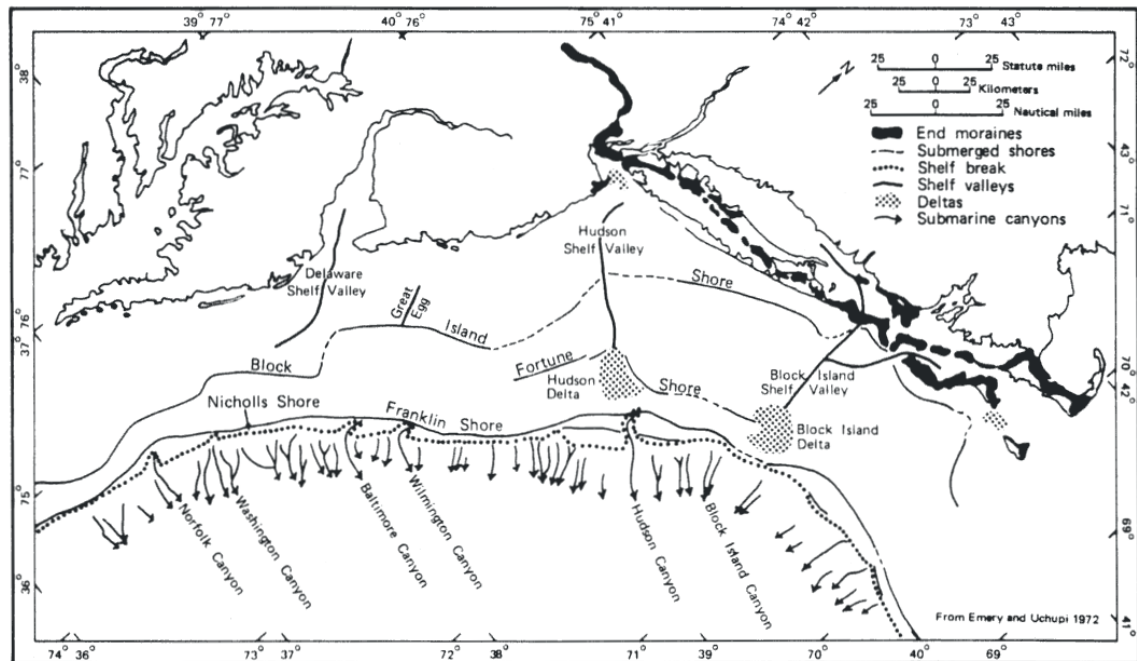 39° 77°
40° 76°
75° 41°
74° 42°
73° 43°
72°
43°
71°
70°
42°
69°
41°
38°
77°
76°
37°
75°
36°
74° 36°
73° 37°
72° 38°
71° 39°
70° 40°
69°
N
25 0 25 Statute miles
25 0 25 Kilometers
25 0 25 Nautical miles
End moraines
Submerged shores
Shelf break
Shelf valleys
Deltas
Submarine canyons
Hudson
Shelf Valley
Delaware
Shelf Valley
Great
Egg
Block Island Shore
Fortune Shore
Hudson
Delta
Block Island
Shelf Valley
Block Island
Delta
Nicholls Shore
Franklin Shore
Norfolk Canyon
Washington Canyon
Baltimore Canyon
Wilmington Canyon
Hudson Canyon
Block Island Canyon
From Emery and Uchupi 1972